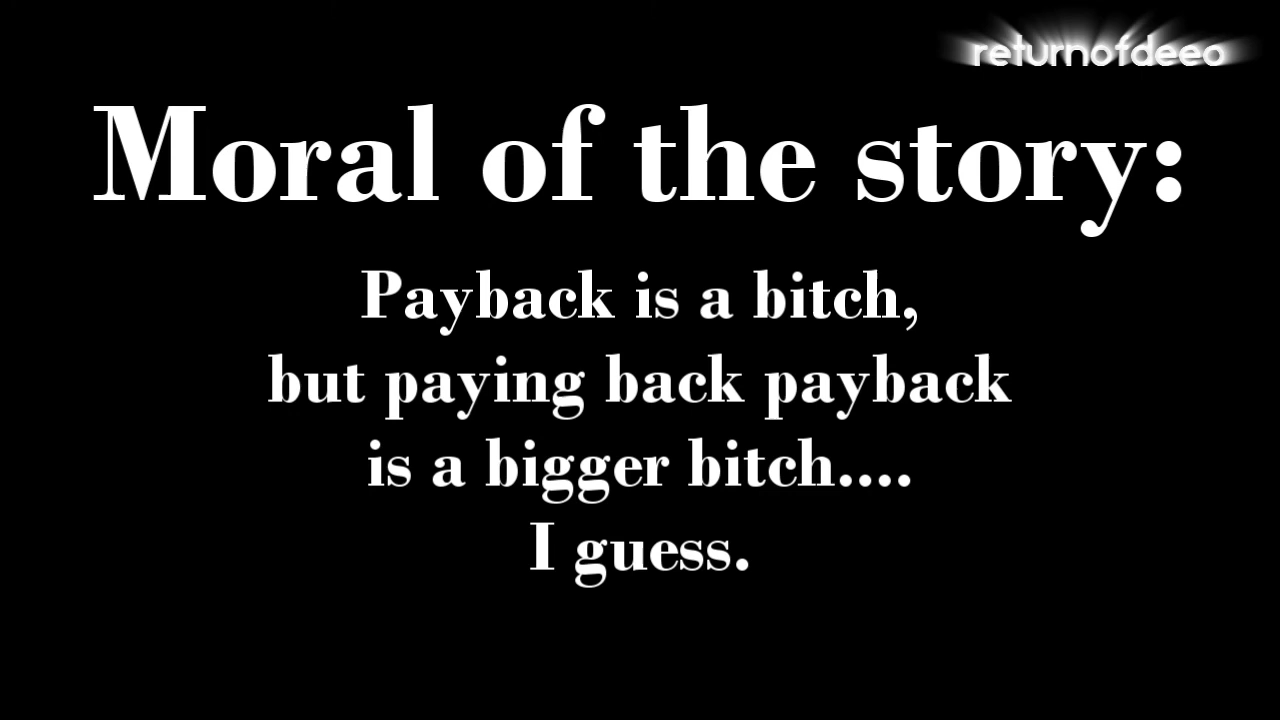 returnofdeeo
Moral of the story:
Payback is a bitch,
but paying back payback
is a bigger bitch....
I guess.